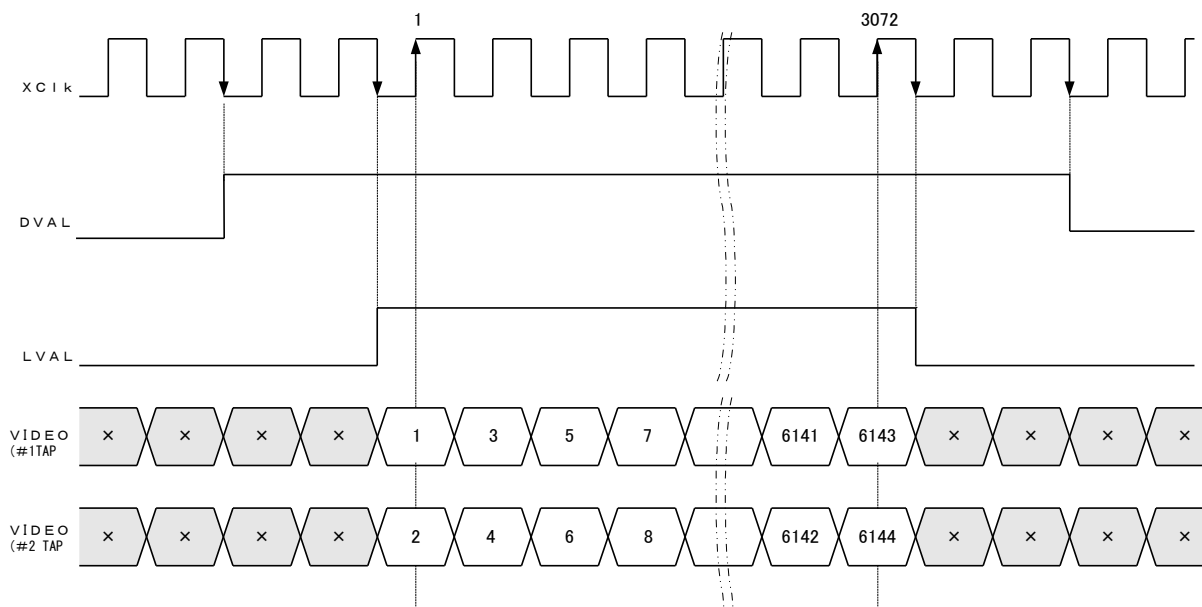 1 3072
XClk
DVAL
LVAL
VIDEO × × × × 1 3 5 7 6141 6143 × × × ×
(#1TAP
VIDEO × × × × 2 4 6 8 6142 6144 × × × ×
(#2 TAP